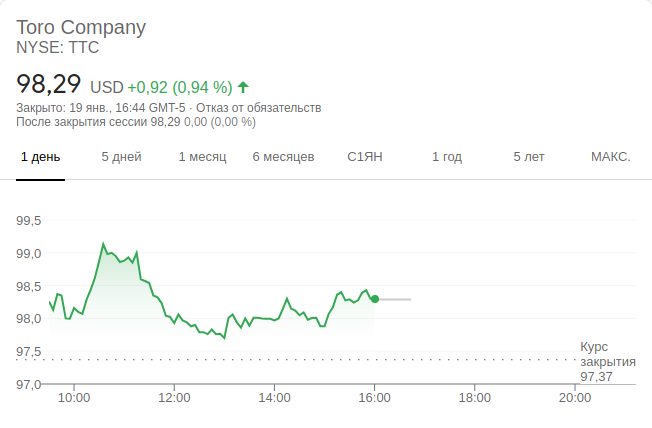 Toro Company
NYSE: TTC
98,29 USD +0,92 (0,94 %)
Закрыто: 19 янв., 16:44 GMT-5 · Отказ от обязательств
После закрытия сессии 98,29 0,00 (0,00 %)
1 день 5 дней 1 месяц 6 месяцев С1ЯН 1 год 5 лет МАКС.
99,5
99,0
98,5
98,0
97,5
Курс
закрытия
97,37
97,0
10:00 12:00 14:00 16:00 18:00 20:00